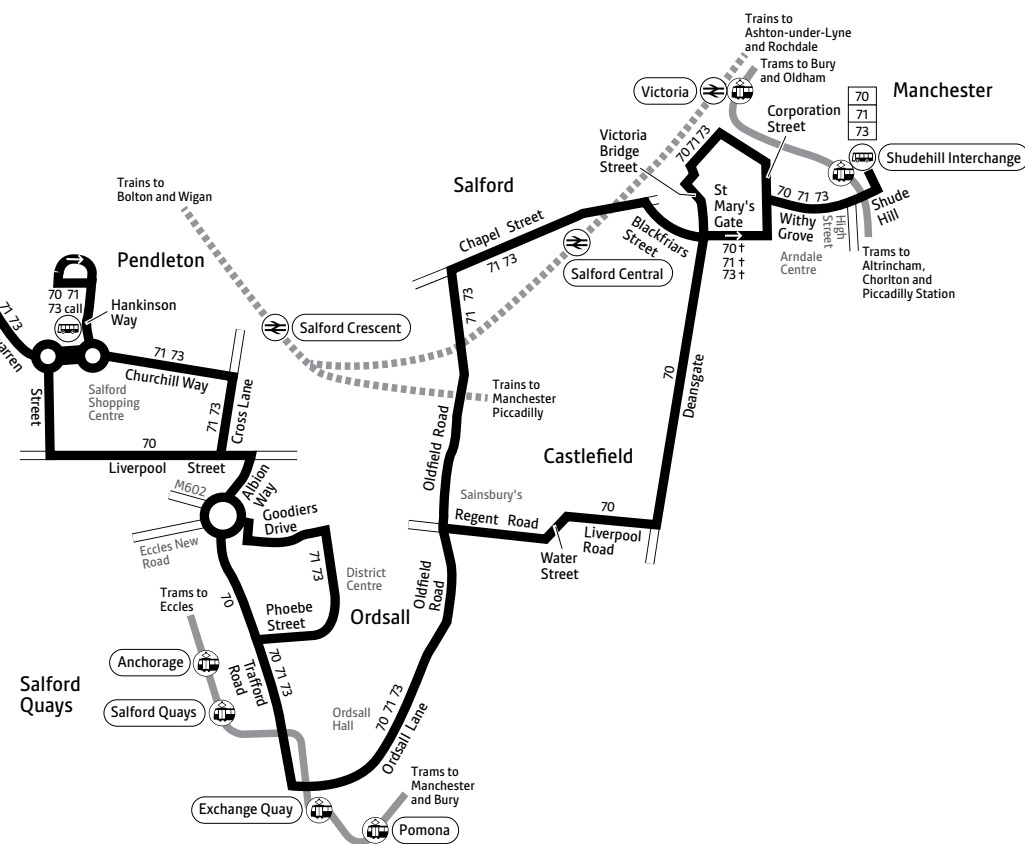 Trains to
Ashton-under-Lyne
and Rochdale
Trams to Bury
and Oldham
Victoria
Manchester
70
71
73
Corporation
Street
Victoria
Bridge
Street
70 71 73
Shudehill Interchange
Salford
Trains to
Bolton and Wigan
St
Mary's
Gate
70 71 73
Withy
Grove
Shude
Hill
High
Street
Chapel Street
71 73
Blackfriars
Street
70 †
71 †
73 †
Arndale
Centre
Trams to
Altrincham,
Chorlton and
Piccadilly Station
Pendleton
Salford Central
70 71
73 call
Hankinson
Way
71 73
Salford Crescent
71 73
71 73
Churchill Way
Street
Salford
Shopping
Centre
71 73
Cross Lane
Trains to
Manchester
Piccadilly
70
Deansgate
Oldfield Road
70
Liverpool
Street
Castlefield
M602
Albion
Way
Sainsbury's
Goodiers
Drive
Regent Road
70
Liverpool
Road
Water
Street
Eccles New
Road
71 73
District
Centre
Oldfield
Road
Trams to
Eccles
70
Phoebe
Street
Ordsall
Anchorage
70 71 73
Trafford
Road
Salford
Quays
Salford Quays
Ordsall
Hall
70 71 73
Ordsall Lane
Trams to
Manchester
and Bury
Exchange Quay
Pomona